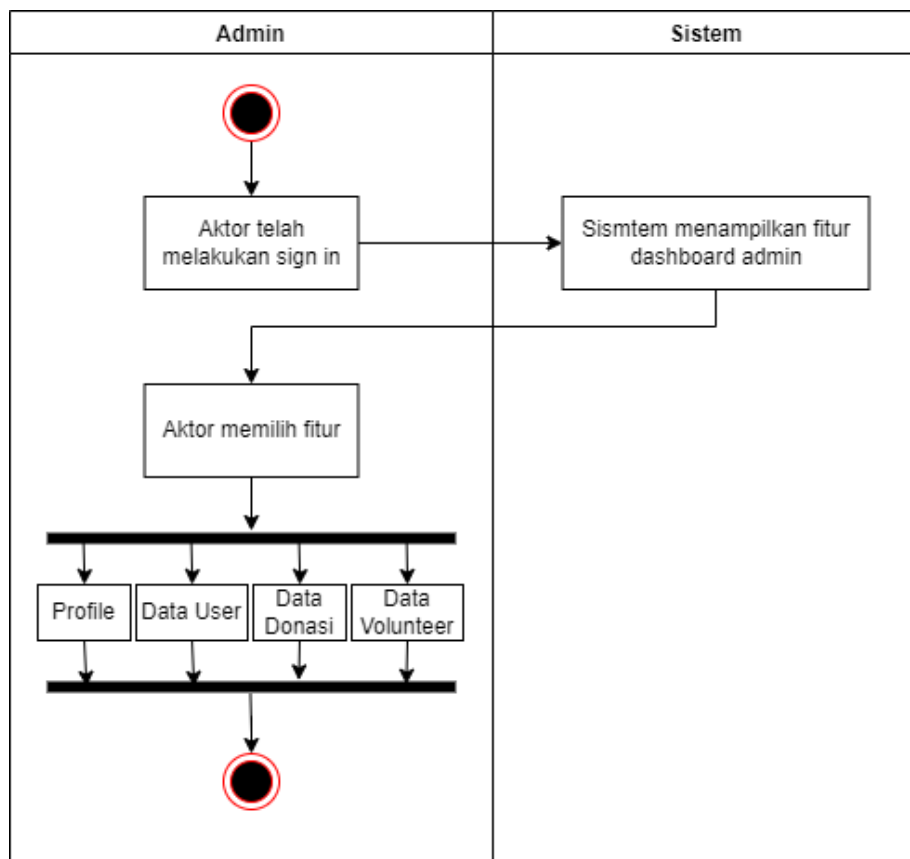 Admin
Sistem
Aktor telah
melakukan sign in
Sismtem menampilkan fitur
dashboard admin
Aktor memilih fitur
Profile
Data User
Data
Donasi
Data
Volunteer